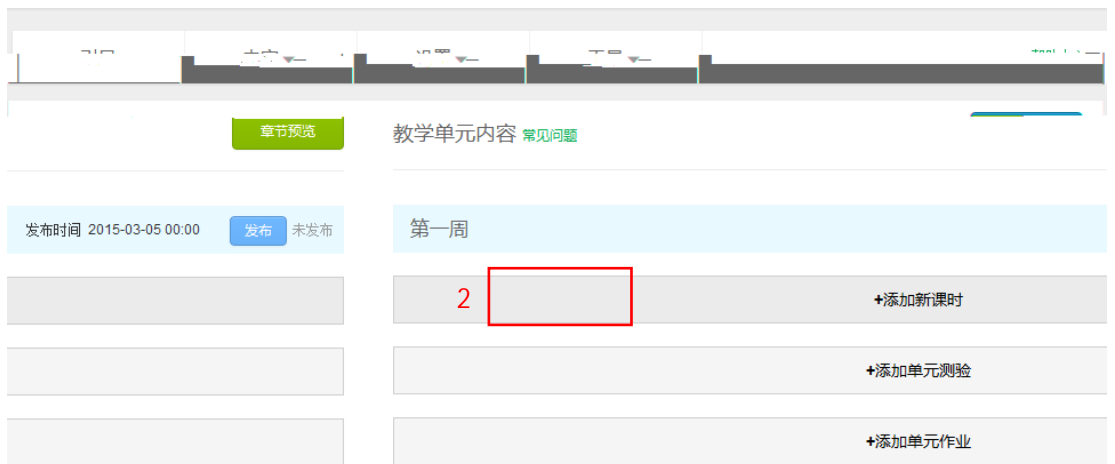 章节预览
教学单元内容 常见问题
发布时间 2015-03-05 00:00 发布 未发布
第一周
2
+添加新课时
+添加单元测验
+添加单元作业